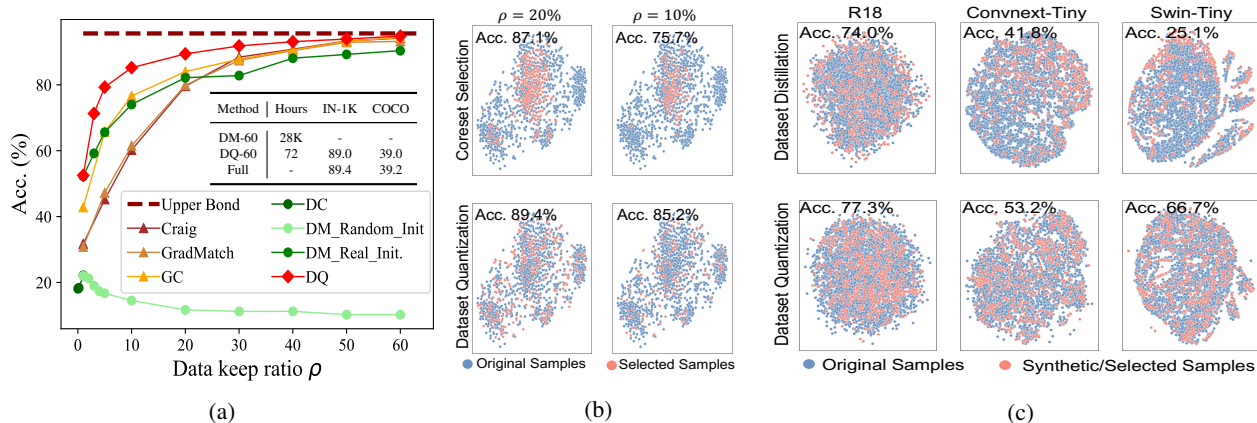 Acc. (%)
80
60
40
20
0
10
20
30
40
50
60
Data keep ratio ρ
Method Hours IN-1K COCO
DM-60 28K - -
DQ-60 72 89.0 39.0
Full - 89.4 39.2
Upper Bond
Craig
GradMatch
GC
DC
DM_Random_Init
DM_Real_Init.
DQ
(a)
ρ = 20% ρ = 10%
Coreset Selection
Acc. 87.1% Acc. 75.7%
Dataset Quantization
Acc. 89.4% Acc. 85.2%
Original Samples Selected Samples
(b)
R18 Convnext-Tiny Swin-Tiny
Dataset Distillation
Acc. 74.0% Acc. 41.8% Acc. 25.1%
Dataset Quantization
Acc. 77.3% Acc. 53.2% Acc. 66.7%
Original Samples Synthetic/Selected Samples
(c)